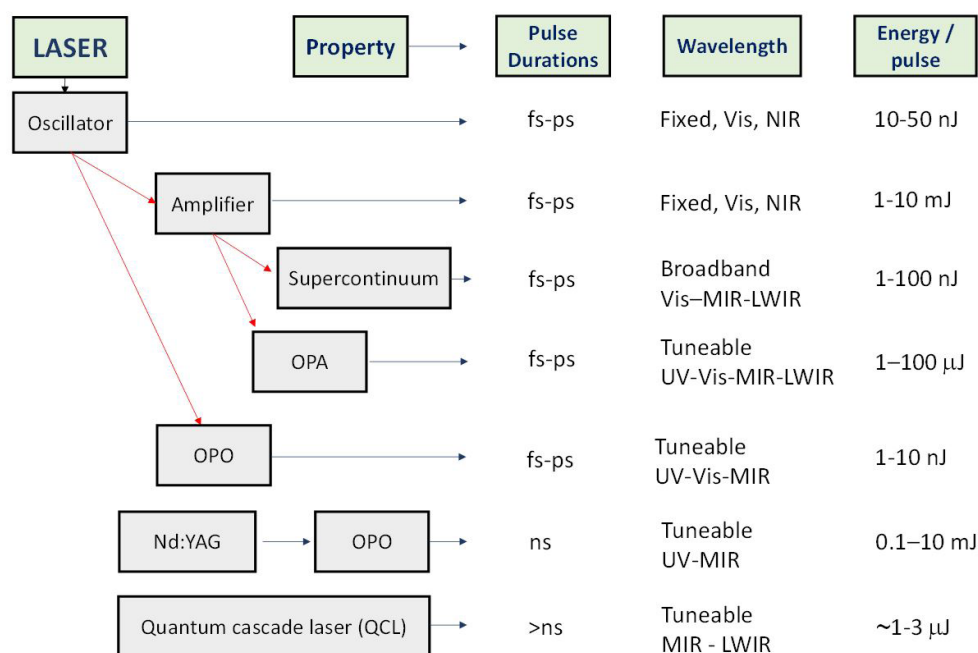 LASER
Property
Pulse
Durations
Wavelength
Energy /
pulse
Oscillator
fs-ps
Fixed, Vis, NIR
10-50 nJ
Amplifier
fs-ps
Fixed, Vis, NIR
1-10 mJ
Supercontinuum
fs-ps
Broadband
Vis–MIR-LWIR
1-100 nJ
OPA
fs-ps
Tuneable
UV-Vis-MIR-LWIR
1–100 μJ
OPO
fs-ps
Tuneable
UV-Vis-MIR
1-10 nJ
Nd:YAG
OPO
ns
Tuneable
UV-MIR
0.1–10 mJ
Quantum cascade laser (QCL)
>ns
Tuneable
MIR - LWIR
~1-3 μJ